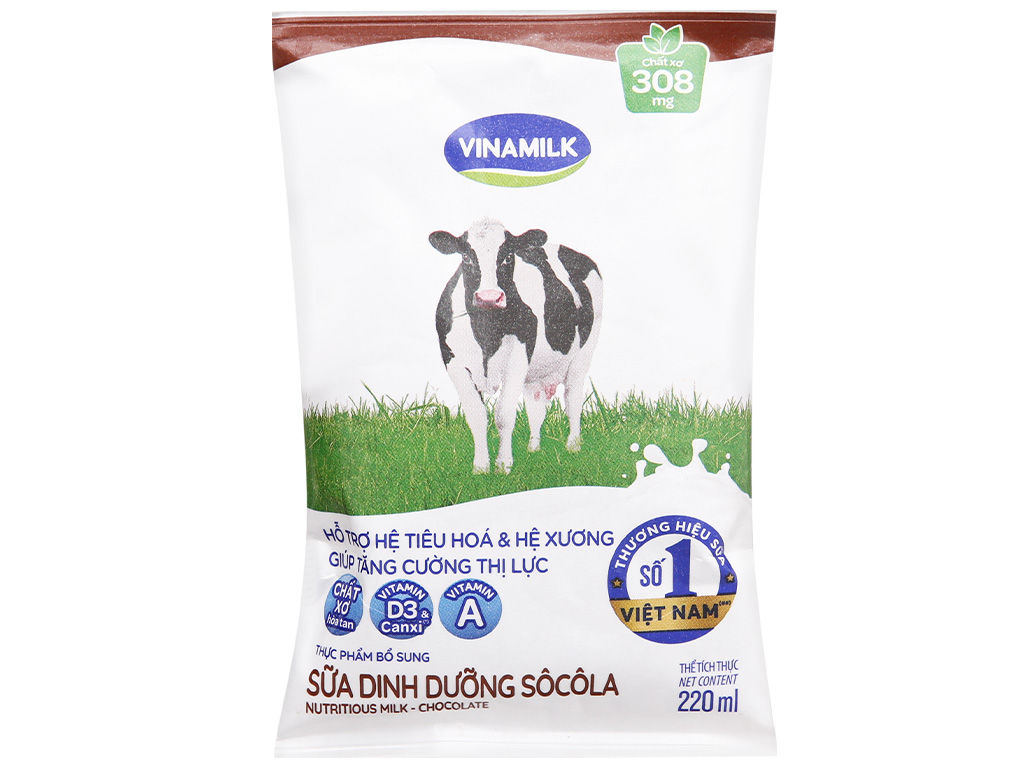 Chất xơ
308
mg
VINAMILK
HỖ TRỢ HỆ TIÊU HOÁ & HỆ XƯƠNG
GIÚP TĂNG CƯỜNG THỊ LỰC
CHẤT
XƠ
hòa tan
VITAMIN
D3 &
Canxi
VITAMIN
A
THƯƠNG HIỆU SỮA
SỐ 1
VIỆT NAM
THỰC PHẨM BỔ SUNG
SỮA DINH DƯỠNG SÔCÔLA
NUTRITIOUS MILK - CHOCOLATE
THỂ TÍCH THỰC
NET CONTENT
220 ml